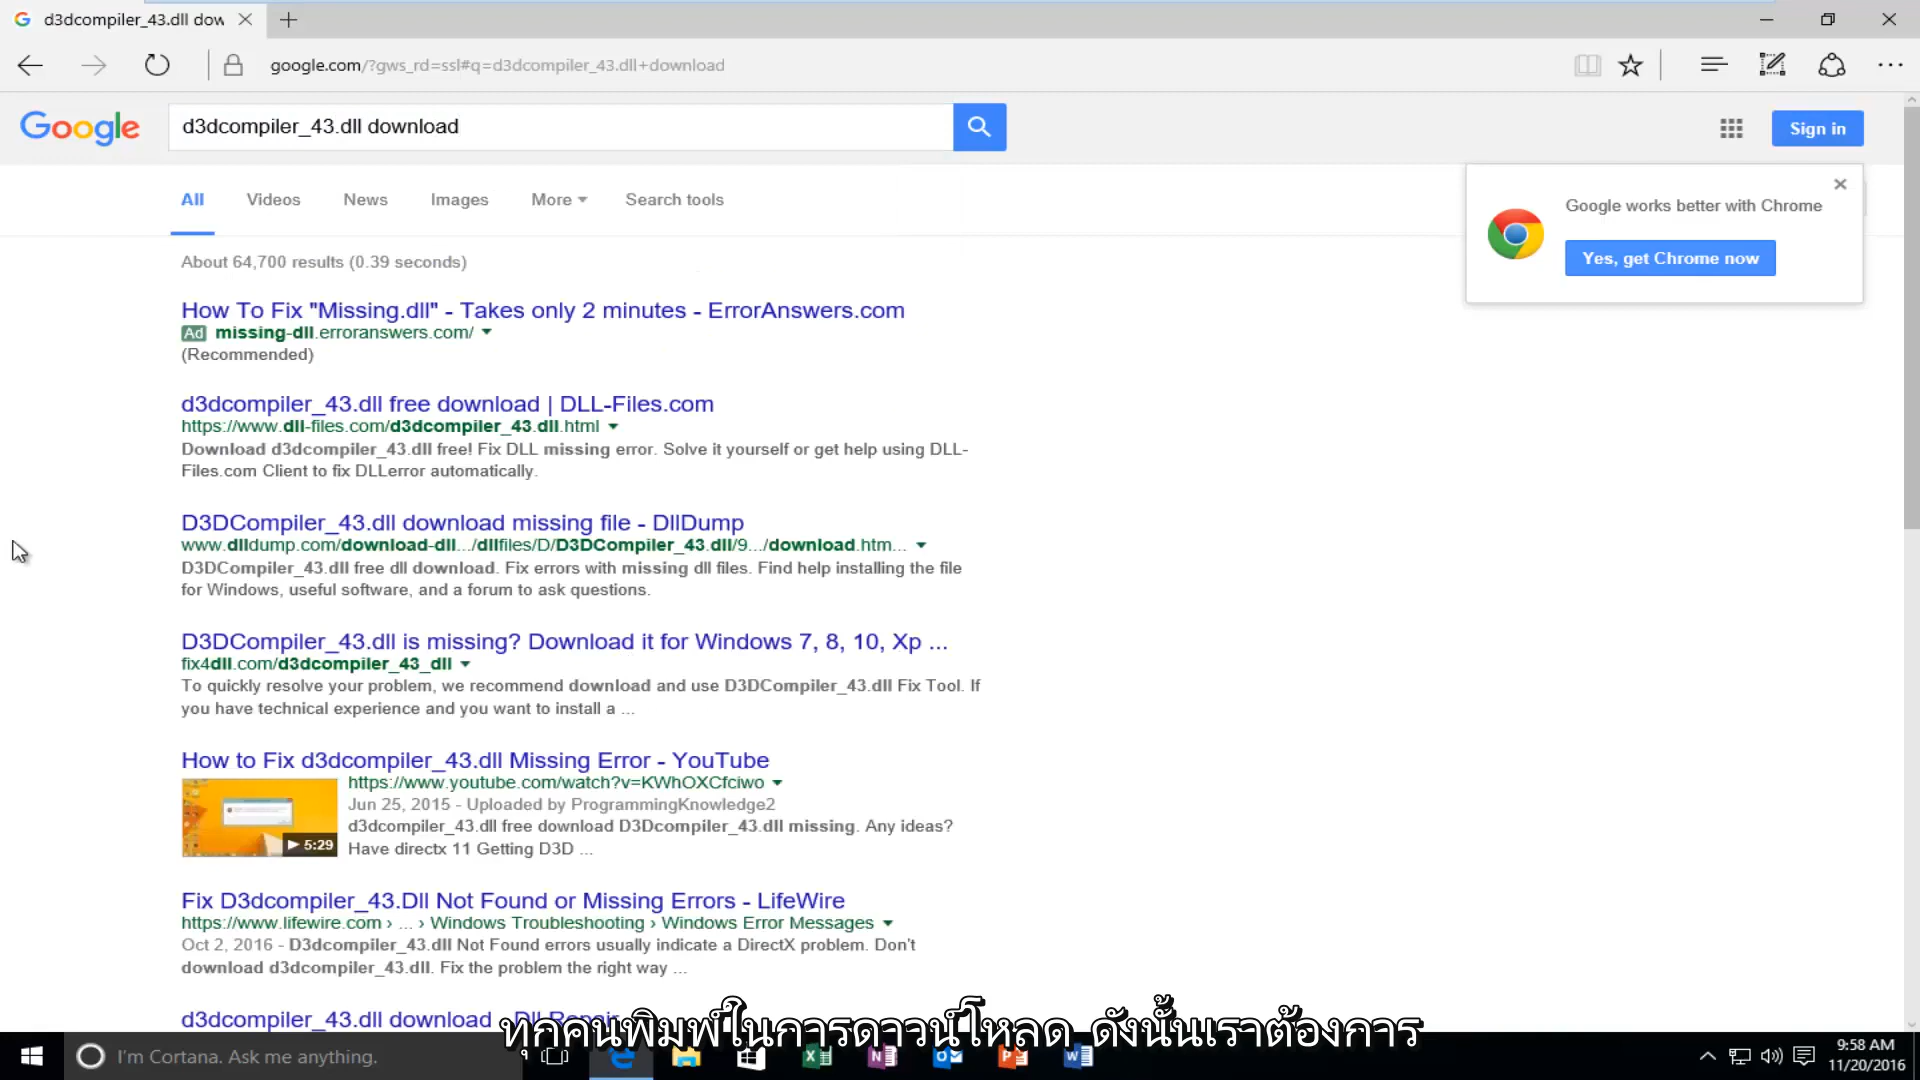 d3dcompiler_43.dll dow
google.com/?gws_rd=ssl#q=d3dcompiler_43.dll+download
Google
d3dcompiler_43.dll download
Sign in
All Videos News Images More Search tools
Google works better with Chrome
Yes, get Chrome now
About 64,700 results (0.39 seconds)
How To Fix "Missing.dll" - Takes only 2 minutes - ErrorAnswers.com
Ad missing-dll.erroranswers.com/
(Recommended)
d3dcompiler_43.dll free download | DLL-Files.com
https://www.dll-files.com/d3dcompiler_43.dll.html
Download d3dcompiler_43.dll free! Fix DLL missing error. Solve it yourself or get help using DLL-
Files.com Client to fix DLLerror automatically.
D3DCompiler_43.dll download missing file - DllDump
www.dlldump.com/download-dll.../dllfiles/D/D3DCompiler_43.dll/9.../download.htm...
D3DCompiler_43.dll free dll download. Fix errors with missing dll files. Find help installing the file
for Windows, useful software, and a forum to ask questions.
D3DCompiler_43.dll is missing? Download it for Windows 7, 8, 10, Xp ...
fix4dll.com/d3dcompiler_43_dll
To quickly resolve your problem, we recommend download and use D3DCompiler_43.dll Fix Tool. If
you have technical experience and you want to install a ...
How to Fix d3dcompiler_43.dll Missing Error - YouTube
https://www.youtube.com/watch?v=KWhOXCfciwo
Jun 25, 2015 - Uploaded by ProgrammingKnowledge2
d3dcompiler_43.dll free download D3Dcompiler_43.dll missing. Any ideas?
Have directx 11 Getting D3D ...
5:29
Fix D3dcompiler_43.Dll Not Found or Missing Errors - LifeWire
https://www.lifewire.com › ... › Windows Troubleshooting › Windows Error Messages
Oct 2, 2016 - D3dcompiler_43.dll Not Found errors usually indicate a DirectX problem. Don't
download d3dcompiler_43.dll. Fix the problem the right way ...
d3dcompiler_43.dll download - Dll Repair
ทุกคนพิมพ์ในการดาวน์โหลด ดังนั้นเราต้องการ
I'm Cortana. Ask me anything.
9:58 AM
11/20/2016